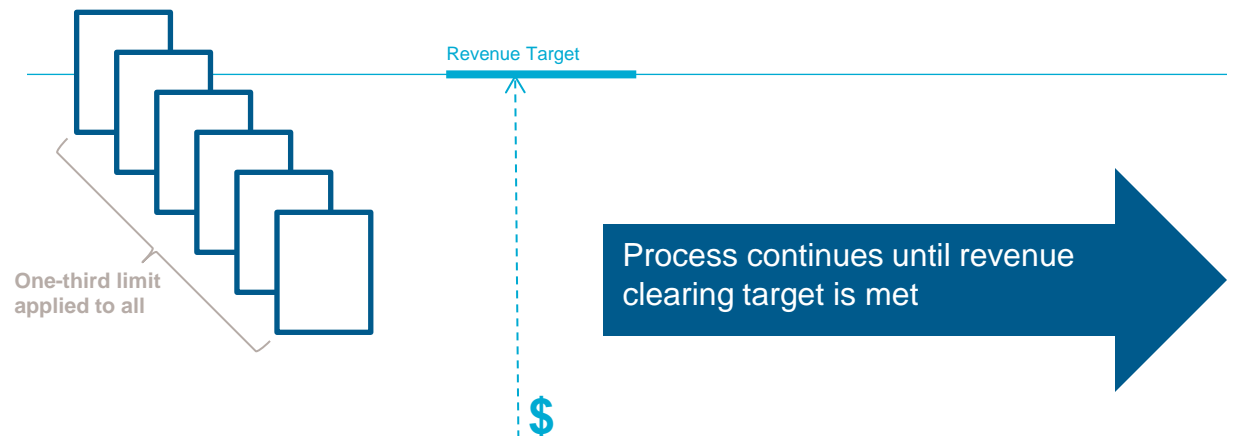 Revenue Target
Process continues until revenue
clearing target is met
One-third limit
applied to all
$